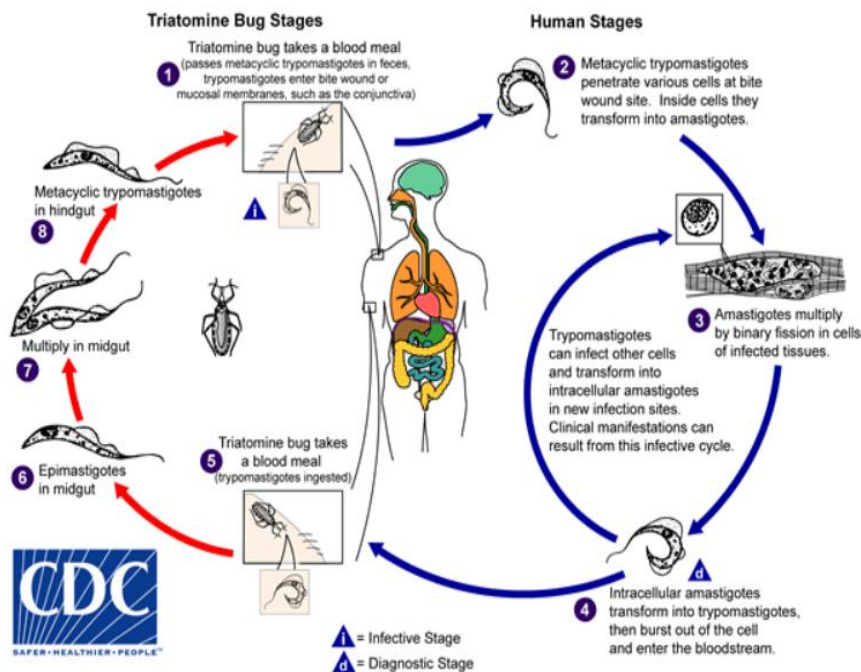 Triatomine Bug Stages
Human Stages
Triatomine bug takes a blood meal
(passes metacyclic trypomastigotes in feces,
trypomastigotes enter bite wound or
mucosal membranes, such as the conjunctiva)
1
i
2
Metacyclic trypomastigotes
penetrate various cells at bite
wound site. Inside cells they
transform into amastigotes.
3
Amastigotes multiply
by binary fission in cells
of infected tissues.
Trypomastigotes
can infect other cells
and transform into
intracellular amastigotes
in new infection sites.
Clinical manifestations can
result from this infective cycle.
d
4
Intracellular amastigotes
transform into trypomastigotes,
then burst out of the cell
and enter the bloodstream.
5
Triatomine bug takes
a blood meal
(trypomastigotes ingested)
6
Epimastigotes
in midgut
Multiply in midgut
7
Metacyclic trypomastigotes
in hindgut
8
CDC
SAFER•HEALTHIER•PEOPLE™
i = Infective Stage
d = Diagnostic Stage